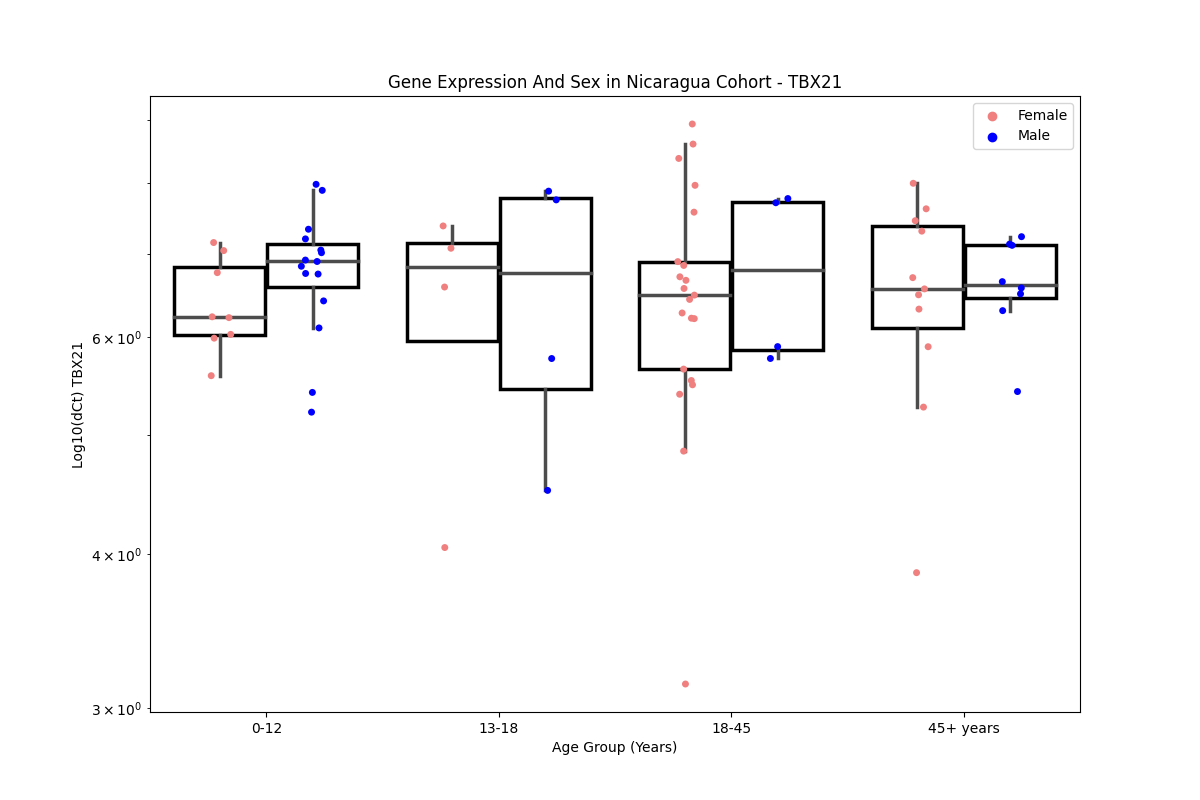 Gene Expression And Sex in Nicaragua Cohort - TBX21
Female
Male
Log10(dCt) TBX21
6 × 10⁰
4 × 10⁰
3 × 10⁰
0-12
13-18
18-45
45+ years
Age Group (Years)